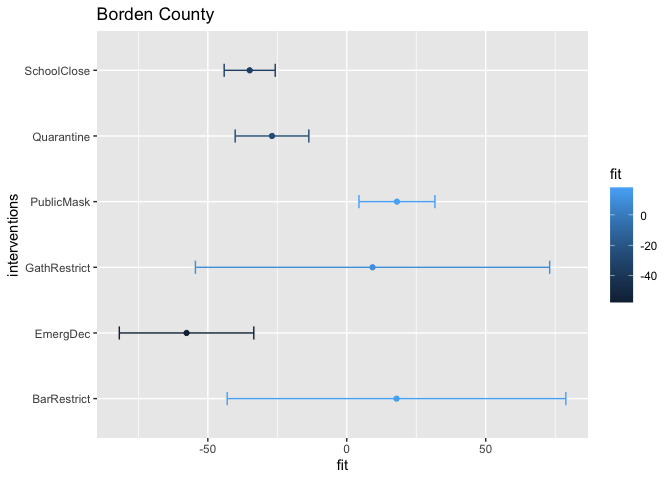 Borden County
SchoolClose
Quarantine
PublicMask
GathRestrict
EmergDec
BarRestrict
interventions
-50
0
50
fit
fit
0
-20
-40